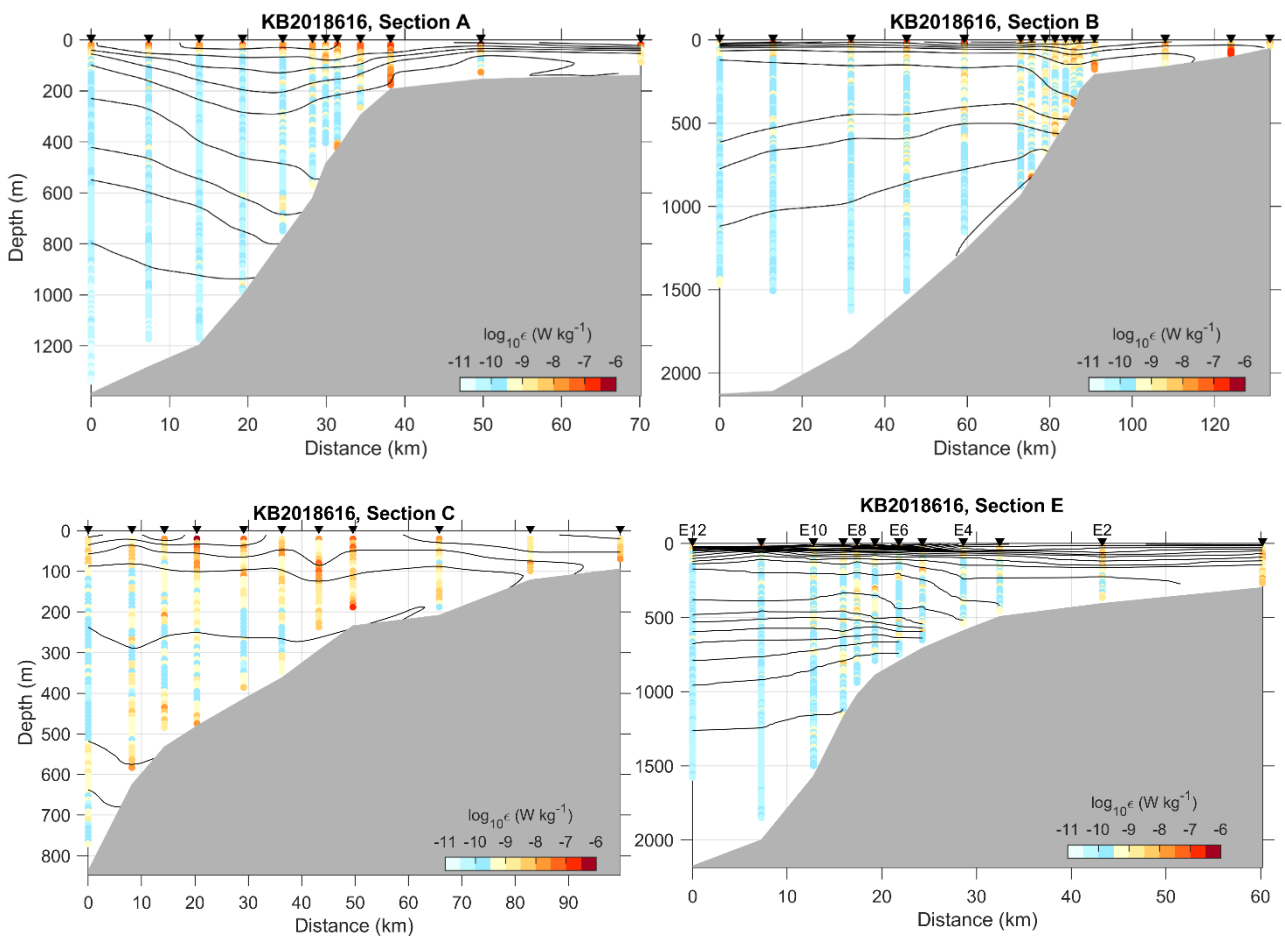 KB2018616, Section A
0
200
400
600
800
1000
1200
Depth (m)
log10ϵ (W kg-1)
-11 -10 -9 -8 -7 -6
0 10 20 30 40 50 60 70
Distance (km)
KB2018616, Section B
0
500
1000
1500
2000
Depth (m)
log10ϵ (W kg-1)
-11 -10 -9 -8 -7 -6
0 20 40 60 80 100 120
Distance (km)
KB2018616, Section C
0
100
200
300
400
500
600
700
800
Depth (m)
log10ϵ (W kg-1)
-11 -10 -9 -8 -7 -6
0 10 20 30 40 50 60 70 80 90
Distance (km)
KB2018616, Section E
E12 E10 E8 E6 E4 E2
0
500
1000
1500
2000
log10ϵ (W kg-1)
-11 -10 -9 -8 -7 -6
0 10 20 30 40 50 60
Distance (km)